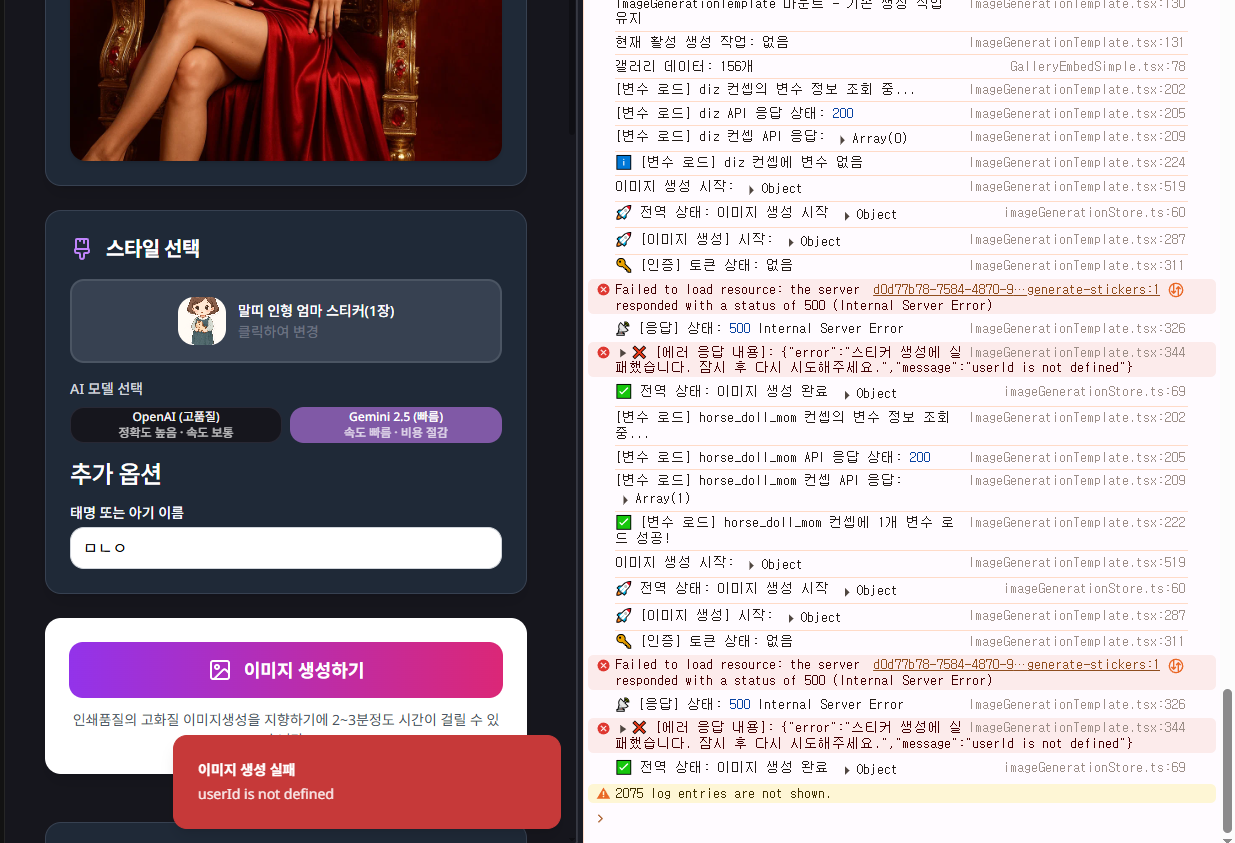 스타일 선택
말띠 인형 엄마 스티커(1장)
클릭하여 변경
AI 모델 선택
OpenAI (고품질)
정확도 높음 · 속도 보통
Gemini 2.5 (빠름)
속도 빠름 · 비용 절감
추가 옵션
태명 또는 아기 이름
ㅁㄴㅇ
이미지 생성하기
인쇄품질의 고화질 이미지생성을 지향하기에 2~3분정도 시간이 걸릴 수 있
이미지 생성 실패
userId is not defined
ImageGenerationTemplate 마운트 - 기존 생성 작업 ImageGenerationTemplate.tsx:130
유지
현재 활성 생성 작업: 없음 ImageGenerationTemplate.tsx:131
갤러리 데이터: 156개 GalleryEmbedSimple.tsx:78
[변수 로드] diz 컨셉의 변수 정보 조회 중... ImageGenerationTemplate.tsx:202
[변수 로드] diz API 응답 상태: 200 ImageGenerationTemplate.tsx:205
[변수 로드] diz 컨셉 API 응답: ▶ Array(0) ImageGenerationTemplate.tsx:209
ℹ️ [변수 로드] diz 컨셉에 변수 없음 ImageGenerationTemplate.tsx:224
이미지 생성 시작: ▶ Object ImageGenerationTemplate.tsx:519
🚀 전역 상태: 이미지 생성 시작 ▶ Object imageGenerationStore.ts:60
🚀 [이미지 생성] 시작: ▶ Object ImageGenerationTemplate.tsx:287
🔑 [인증] 토큰 상태: 없음 ImageGenerationTemplate.tsx:311
Failed to load resource: the server d0d77b78-7584-4870-9…generate-stickers:1
responded with a status of 500 (Internal Server Error)
📡 [응답] 상태: 500 Internal Server Error ImageGenerationTemplate.tsx:326
▶ ❌ [에러 응답 내용]: {"error":"스티커 생성에 실 ImageGenerationTemplate.tsx:344
패했습니다. 잠시 후 다시 시도해주세요.","message":"userId is not defined"}
✅ 전역 상태: 이미지 생성 완료 ▶ Object imageGenerationStore.ts:69
[변수 로드] horse_doll_mom 컨셉의 변수 정보 조회 ImageGenerationTemplate.tsx:202
중...
[변수 로드] horse_doll_mom API 응답 상태: 200 ImageGenerationTemplate.tsx:205
[변수 로드] horse_doll_mom 컨셉 API 응답: ImageGenerationTemplate.tsx:209
▶ Array(1)
✅ [변수 로드] horse_doll_mom 컨셉에 1개 변수 로 ImageGenerationTemplate.tsx:222
드 성공!
이미지 생성 시작: ▶ Object ImageGenerationTemplate.tsx:519
🚀 전역 상태: 이미지 생성 시작 ▶ Object imageGenerationStore.ts:60
🚀 [이미지 생성] 시작: ▶ Object ImageGenerationTemplate.tsx:287
🔑 [인증] 토큰 상태: 없음 ImageGenerationTemplate.tsx:311
Failed to load resource: the server d0d77b78-7584-4870-9…generate-stickers:1
responded with a status of 500 (Internal Server Error)
📡 [응답] 상태: 500 Internal Server Error ImageGenerationTemplate.tsx:326
▶ ❌ [에러 응답 내용]: {"error":"스티커 생성에 실 ImageGenerationTemplate.tsx:344
패했습니다. 잠시 후 다시 시도해주세요.","message":"userId is not defined"}
✅ 전역 상태: 이미지 생성 완료 ▶ Object imageGenerationStore.ts:69
2075 log entries are not shown.